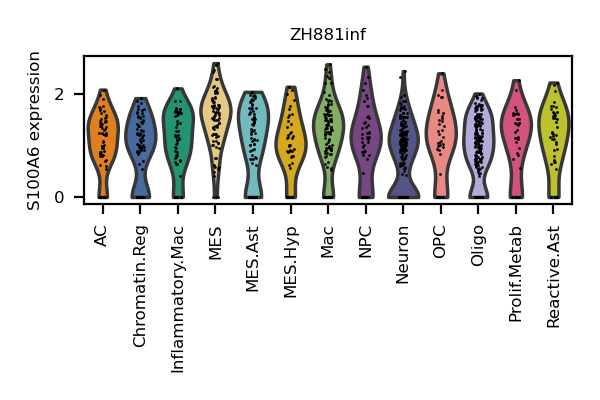 ZH881inf
S100A6 expression
2
0
AC
Chromatin.Reg
Inflammatory.Mac
MES
MES.Ast
MES.Hyp
Mac
NPC
Neuron
OPC
Oligo
Prolif.Metab
Reactive.Ast